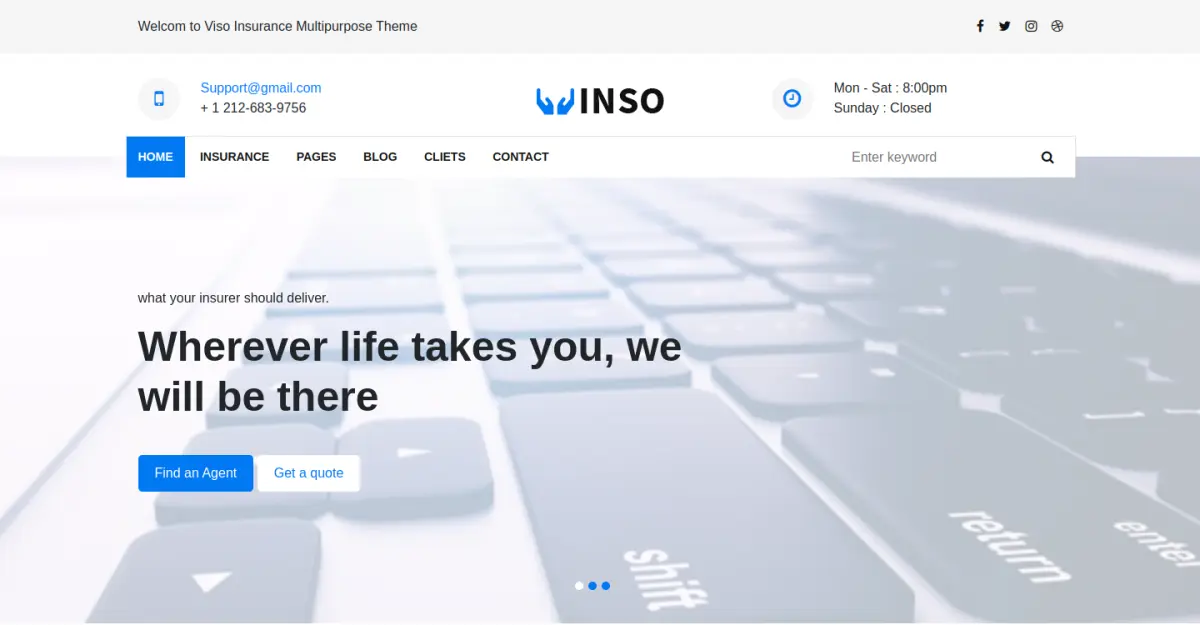 Welcom to Viso Insurance Multipurpose Theme
Support@gmail.com
+ 1 212-683-9756
INSO
Mon - Sat : 8:00pm
Sunday : Closed
HOME INSURANCE PAGES BLOG CLIETS CONTACT Enter keyword
what your insurer should deliver.
Wherever life takes you, we
will be there
Find an Agent Get a quote
shift
return
enter